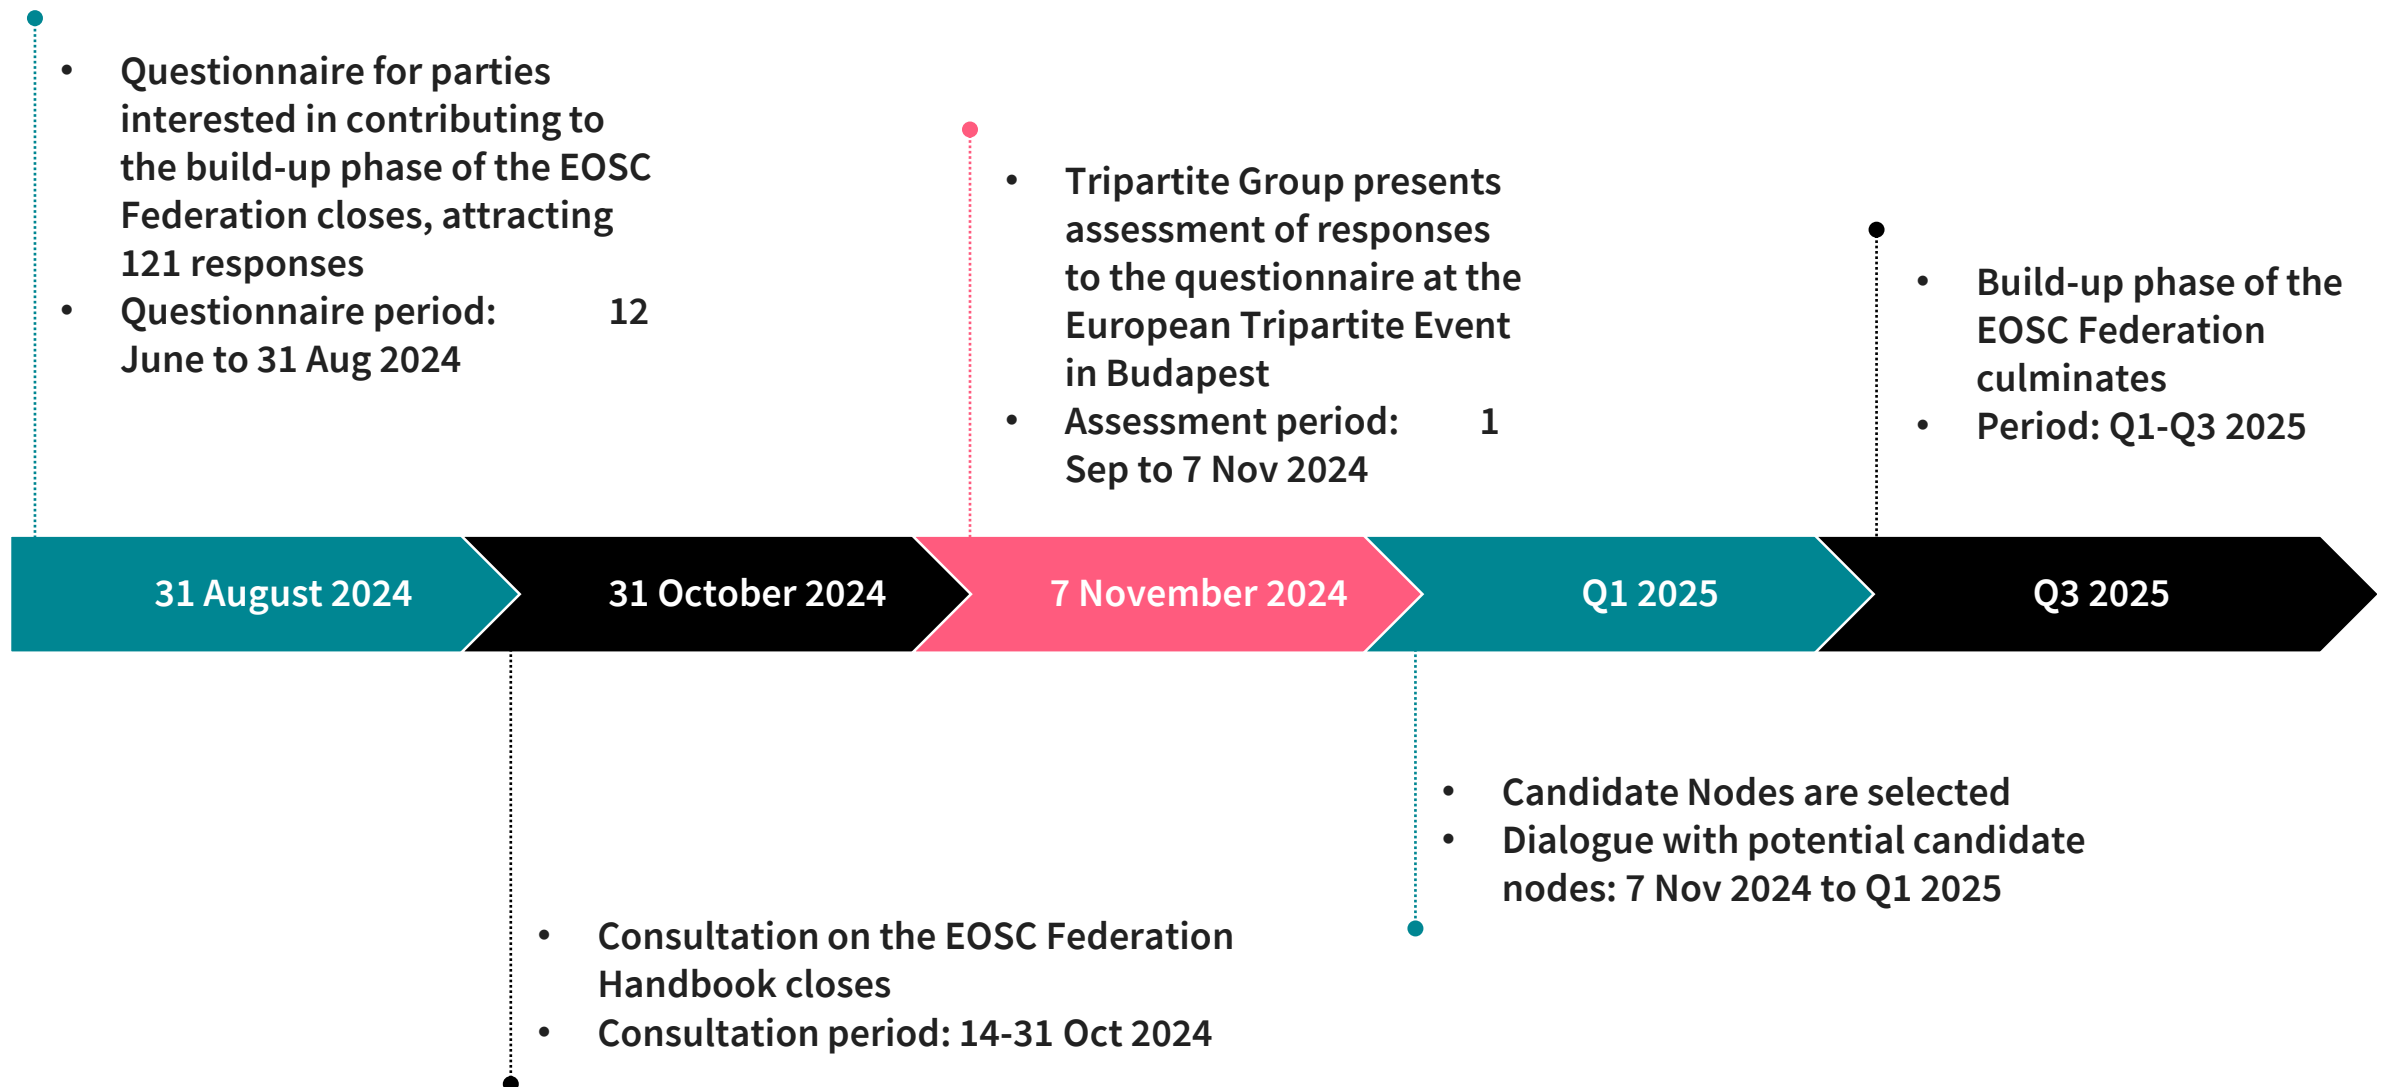 • Questionnaire for parties
interested in contributing to
the build-up phase of the EOSC
Federation closes, attracting
121 responses
• Questionnaire period: 12
June to 31 Aug 2024
• Tripartite Group presents
assessment of responses
to the questionnaire at the
European Tripartite Event
in Budapest
• Assessment period: 1
Sep to 7 Nov 2024
• Build-up phase of the
EOSC Federation
culminates
• Period: Q1-Q3 2025
31 August 2024
31 October 2024
7 November 2024
Q1 2025
Q3 2025
• Candidate Nodes are selected
• Dialogue with potential candidate
nodes: 7 Nov 2024 to Q1 2025
• Consultation on the EOSC Federation
Handbook closes
• Consultation period: 14-31 Oct 2024